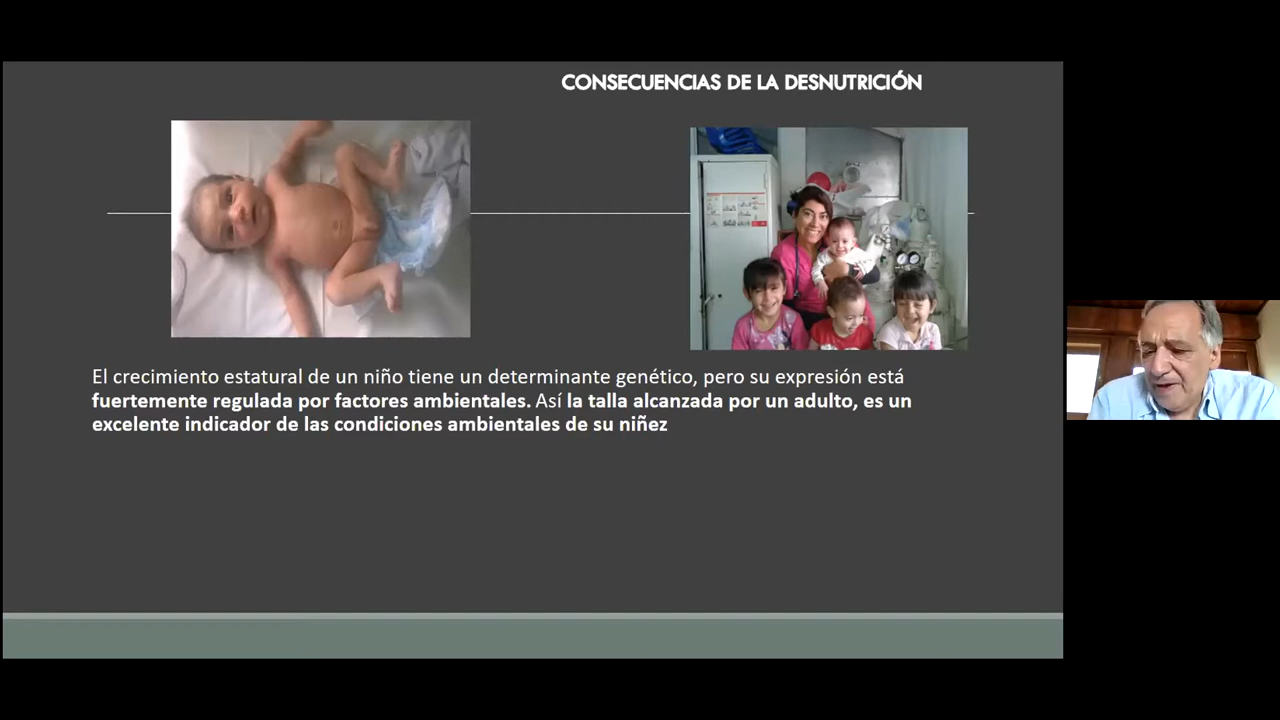 CONSECUENCIAS DE LA DESNUTRICIÓN
El crecimiento estatural de un niño tiene un determinante genético, pero su expresión está
fuertemente regulada por factores ambientales. Así la talla alcanzada por un adulto, es un
excelente indicador de las condiciones ambientales de su niñez